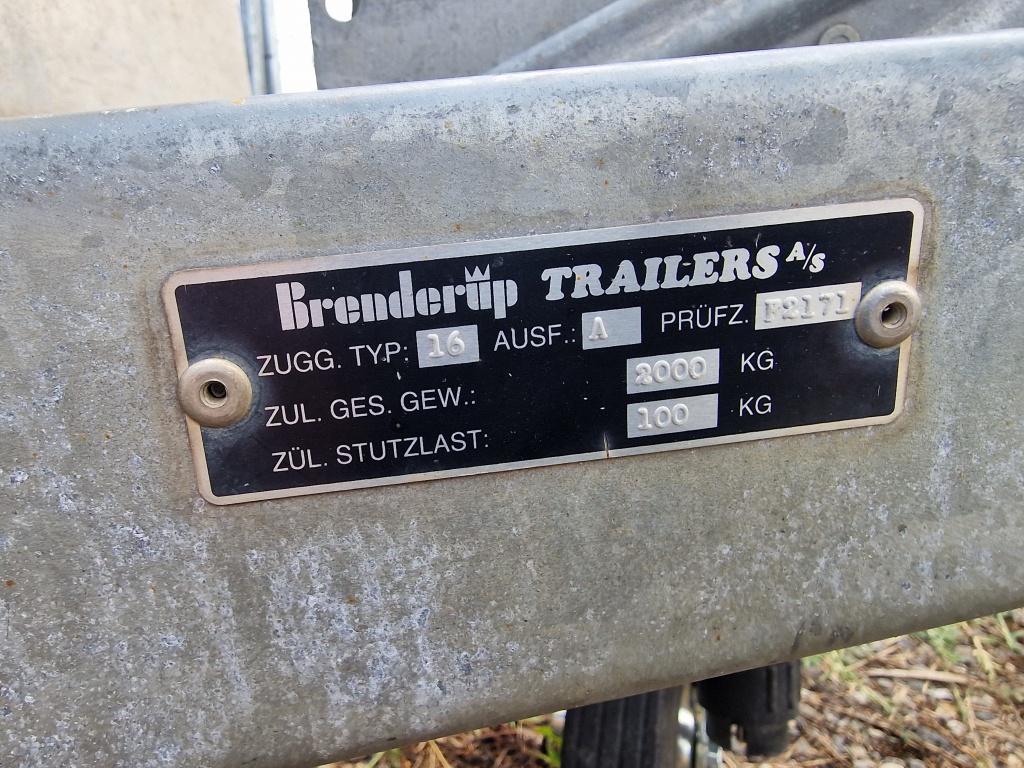 Brenderup TRAILERS A/S
ZUGG. TYP: 16 AUSF.: A PRÜFZ. F2171
ZUL. GES. GEW.: 2000 KG
ZÜL. STUTZLAST: 100 KG